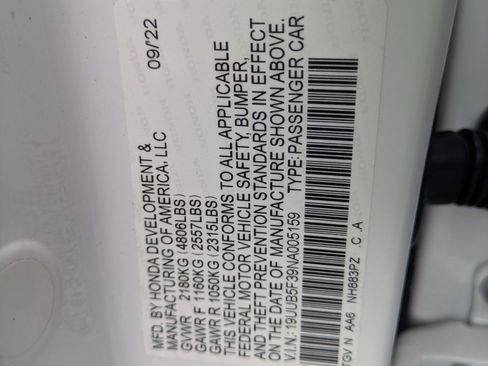 MFD. BY HONDA DEVELOPMENT & 09/22
MANUFACTURING OF AMERICA. LLC
GVWR 2180KG (4806LBS)
GAWR F 1160KG (2557LBS)
GAWR R 1050KG (2315LBS)
THIS VEHICLE CONFORMS TO ALL APPLICABLE
FEDERAL MOTOR VEHICLE SAFETY, BUMPER,
AND THEFT PREVENTION STANDARDS IN EFFECT
ON THE DATE OF MANUFACTURE SHOWN ABOVE.
V.I.N.: 19UUB5F39NA005159 TYPE:PASSENGER CAR
TGV N AA6 NH883PZ C A